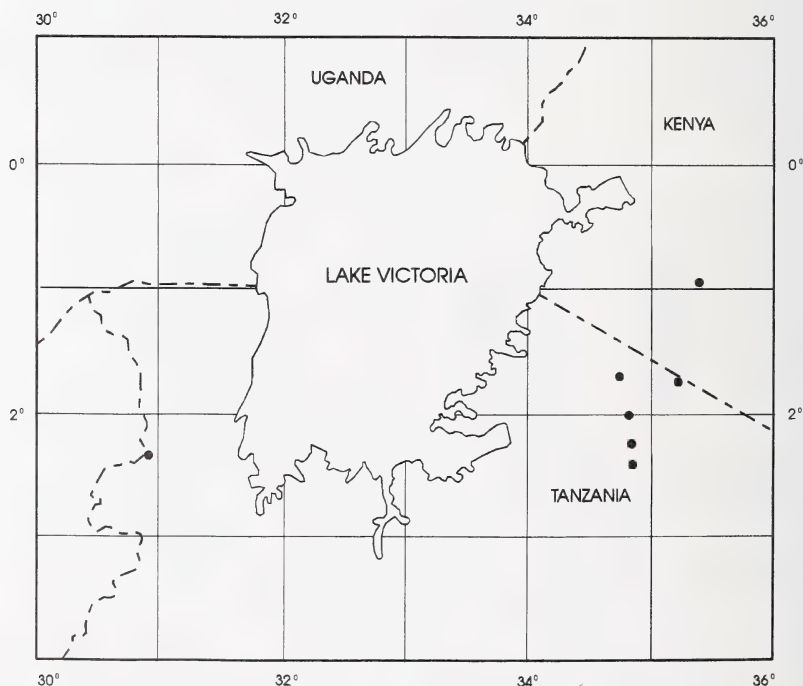 30° 32° 34° 36°
UGANDA
KENYA
0° 0°
LAKE VICTORIA
2° 2°
TANZANIA
30° 32° 34° 36°